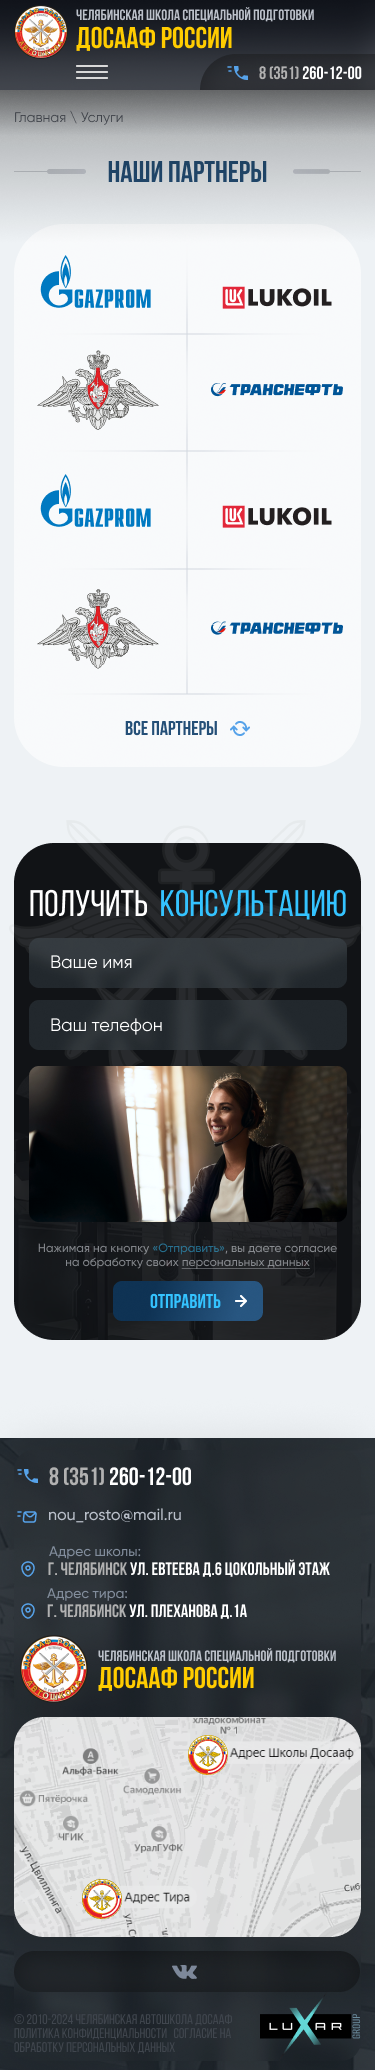 ЧЕЛЯБИНСКАЯ ШКОЛА СПЕЦИАЛЬНОЙ ПОДГОТОВКИ
ДОСААФ РОССИИ
8 (351) 260-12-00
Главная \ Услуги
НАШИ ПАРТНЕРЫ
GAZPROM
LUKOIL
ТРАНСНЕФТЬ
GAZPROM
LUKOIL
ТРАНСНЕФТЬ
ВСЕ ПАРТНЕРЫ
ПОЛУЧИТЬ КОНСУЛЬТАЦИЮ
Ваше имя
Ваш телефон
Нажимая на кнопку «Отправить», вы даете согласие
на обработку своих персональных данных
ОТПРАВИТЬ
8 (351) 260-12-00
nou_rosto@mail.ru
Адрес школы:
Г. ЧЕЛЯБИНСК УЛ. ЕВТЕЕВА Д.6 ЦОКОЛЬНЫЙ ЭТАЖ
Адрес тира:
Г. ЧЕЛЯБИНСК УЛ. ПЛЕХАНОВА Д.1А
ЧЕЛЯБИНСКАЯ ШКОЛА СПЕЦИАЛЬНОЙ ПОДГОТОВКИ
ДОСААФ РОССИИ
хладокомбинат
№ 1
Адрес Школы Досааф
Альфа-Банк
Самоделкин
Пятёрочка
ЧГИК
УралГУФК
ул. Цвиллинга
Адрес Тира
© 2010-2024 ЧЕЛЯБИНСКАЯ АВТОШКОЛА ДОСААФ
ПОЛИТИКА КОНФИДЕНЦИАЛЬНОСТИ СОГЛАСИЕ НА
ОБРАБОТКУ ПЕРСОНАЛЬНЫХ ДАННЫХ
LUXAR
GROUP